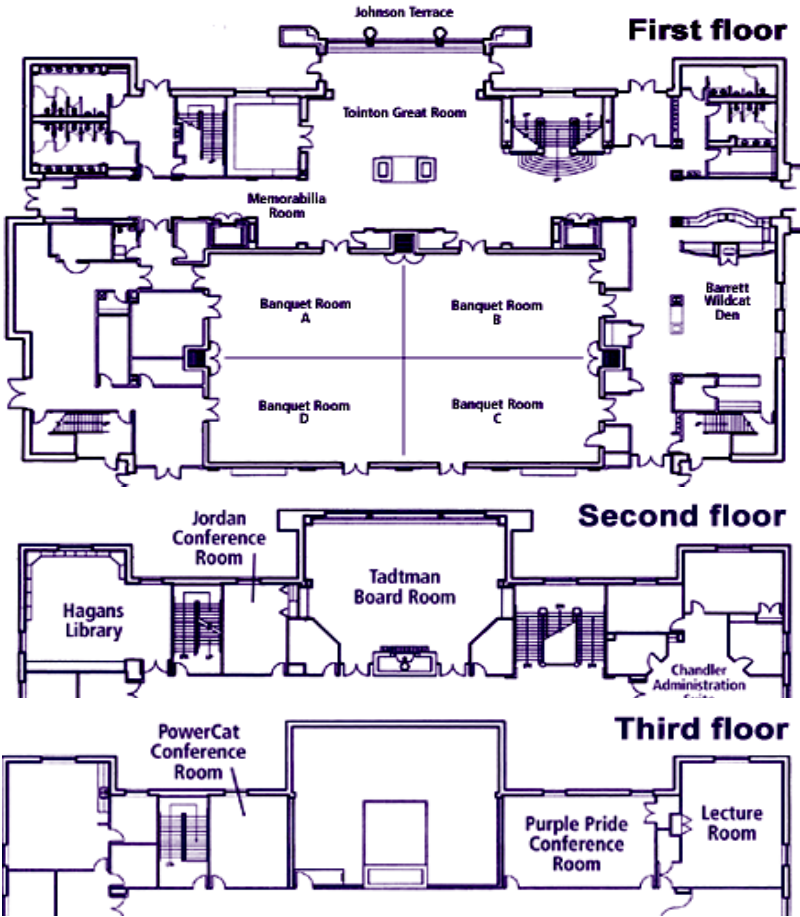 Johnson Terrace
First floor
Tointon Great Room
Memorabilia
Room
Banquet Room
A
Banquet Room
B
Barrett
Wildcat
Den
Banquet Room
D
Banquet Room
C
Second floor
Jordan
Conference
Room
Tadtman
Board Room
Hagans
Library
Chandler
Administration
Suite
Third floor
PowerCat
Conference
Room
Purple Pride
Conference
Room
Lecture
Room